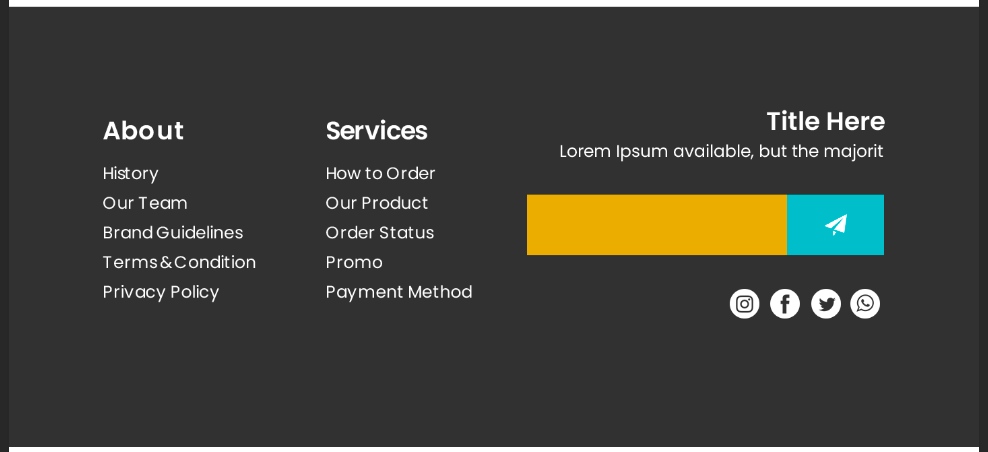 About
History
Our Team
Brand Guidelines
Terms & Condition
Privacy Policy
Services
How to Order
Our Product
Order Status
Promo
Payment Method
Title Here
Lorem Ipsum available, but the majorit